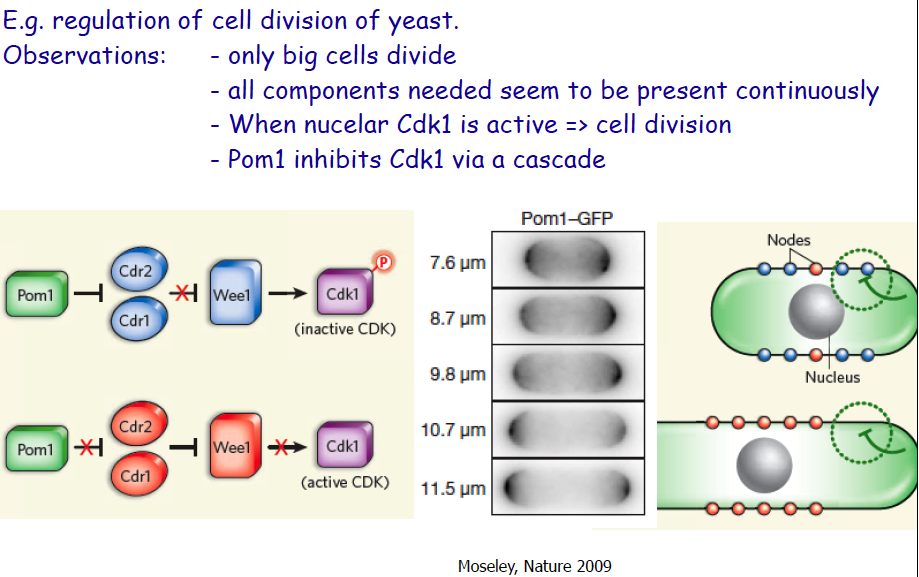 E.g. regulation of cell division of yeast.
Observations: - only big cells divide
- all components needed seem to be present continuously
- When nucelar Cdk1 is active => cell division
- Pom1 inhibits Cdk1 via a cascade
Pom1
Cdr2
Cdr1
Wee1
Cdk1
P
(inactive CDK)
Pom1
Cdr2
Cdr1
Wee1
Cdk1
(active CDK)
Pom1–GFP
7.6 µm
8.7 µm
9.8 µm
10.7 µm
11.5 µm
Nodes
Nucleus
Moseley, Nature 2009